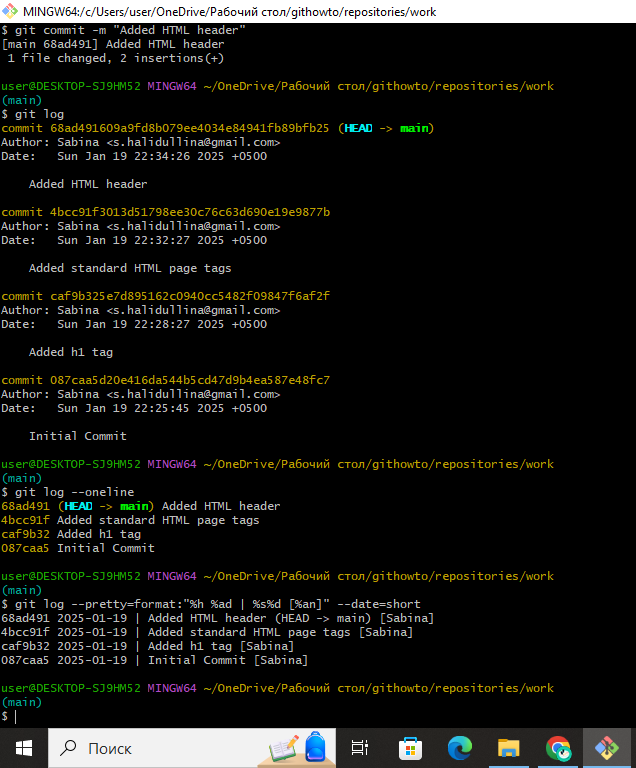 MINGW64:/c/Users/user/OneDrive/Рабочий стол/githowto/repositories/work
$ git commit -m "Added HTML header"
[main 68ad491] Added HTML header
 1 file changed, 2 insertions(+)
user@DESKTOP-SJ9HM52 MINGW64 ~/OneDrive/Рабочий стол/githowto/repositories/work
(main)
$ git log
commit 68ad491609a9fd8b079ee4034e84941fb89bfb25 (HEAD -> main)
Author: Sabina <s.halidullina@gmail.com>
Date:   Sun Jan 19 22:34:26 2025 +0500
    Added HTML header
commit 4bcc91f3013d51798ee30c76c63d690e19e9877b
Author: Sabina <s.halidullina@gmail.com>
Date:   Sun Jan 19 22:32:27 2025 +0500
    Added standard HTML page tags
commit caf9b325e7d895162c0940cc5482f09847f6af2f
Author: Sabina <s.halidullina@gmail.com>
Date:   Sun Jan 19 22:28:27 2025 +0500
    Added h1 tag
commit 087caa5d20e416da544b5cd47d9b4ea587e48fc7
Author: Sabina <s.halidullina@gmail.com>
Date:   Sun Jan 19 22:25:45 2025 +0500
    Initial Commit
user@DESKTOP-SJ9HM52 MINGW64 ~/OneDrive/Рабочий стол/githowto/repositories/work
(main)
$ git log --oneline
68ad491 (HEAD -> main) Added HTML header
4bcc91f Added standard HTML page tags
caf9b32 Added h1 tag
087caa5 Initial Commit
user@DESKTOP-SJ9HM52 MINGW64 ~/OneDrive/Рабочий стол/githowto/repositories/work
(main)
$ git log --pretty=format:"%h %ad | %s%d [%an]" --date=short
68ad491 2025-01-19 | Added HTML header (HEAD -> main) [Sabina]
4bcc91f 2025-01-19 | Added standard HTML page tags [Sabina]
caf9b32 2025-01-19 | Added h1 tag [Sabina]
087caa5 2025-01-19 | Initial Commit [Sabina]
user@DESKTOP-SJ9HM52 MINGW64 ~/OneDrive/Рабочий стол/githowto/repositories/work
(main)
$
Поиск